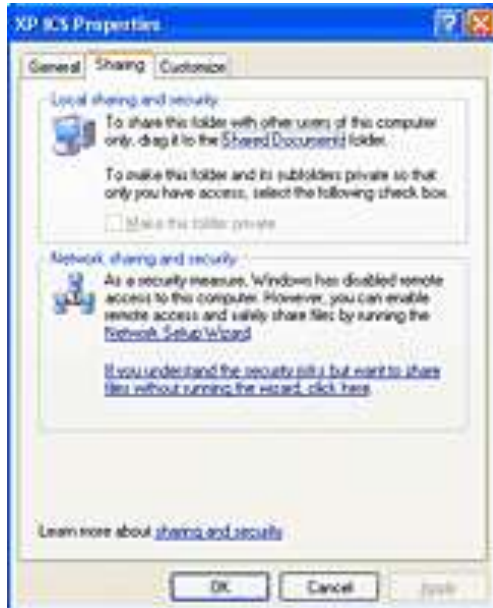 XP ICS Properties
General Sharing Customize
Local sharing and security
To share this folder with other users of this computer
only, drag it to the Shared Documents folder.
To make this folder and its subfolders private so that
only you have access, select the following check box.
Make this folder private
Network sharing and security
As a security measure, Windows has disabled remote
access to this computer. However, you can enable
remote access and safely share files by running the
Network Setup Wizard.
If you understand the security risks but want to share
files without running the wizard, click here.
Learn more about sharing and security.
OK Cancel Apply